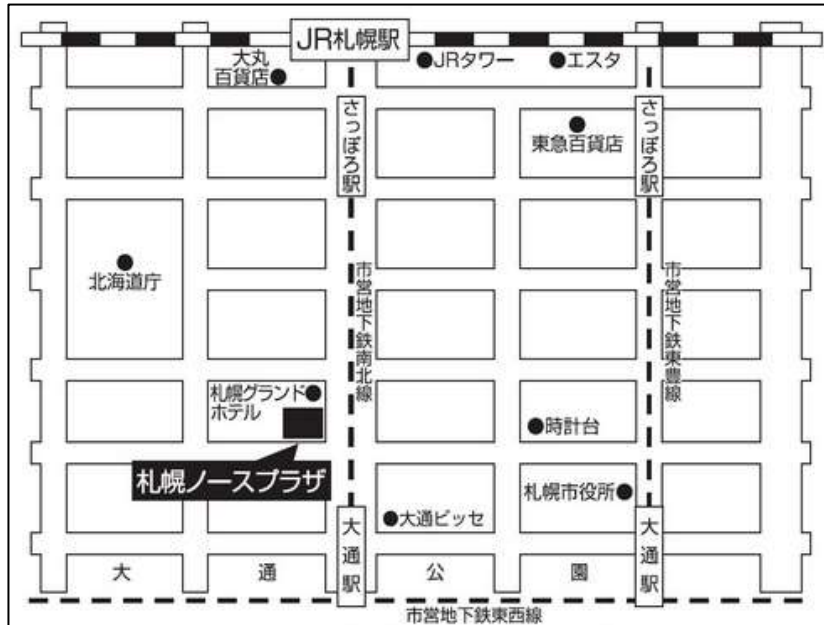 JR札幌駅
大丸
百貨店
JRタワー
エスタ
さっぽろ駅
東急百貨店
さっぽろ駅
北海道庁
市営地下鉄南北線
市営地下鉄東豊線
札幌グランド
ホテル
時計台
札幌ノースプラザ
札幌市役所
大通ビッセ
大通駅
大通駅
大通公園
市営地下鉄東西線